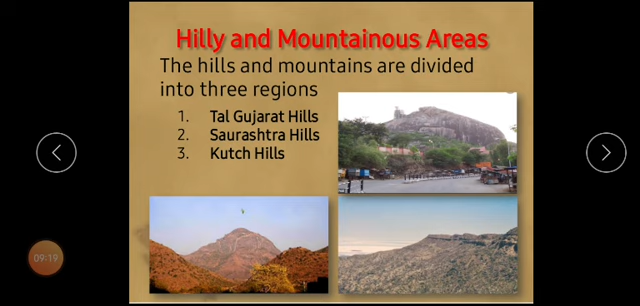 Hilly and Mountainous Areas
The hills and mountains are divided
into three regions
1. Tal Gujarat Hills
2. Saurashtra Hills
3. Kutch Hills
09:19